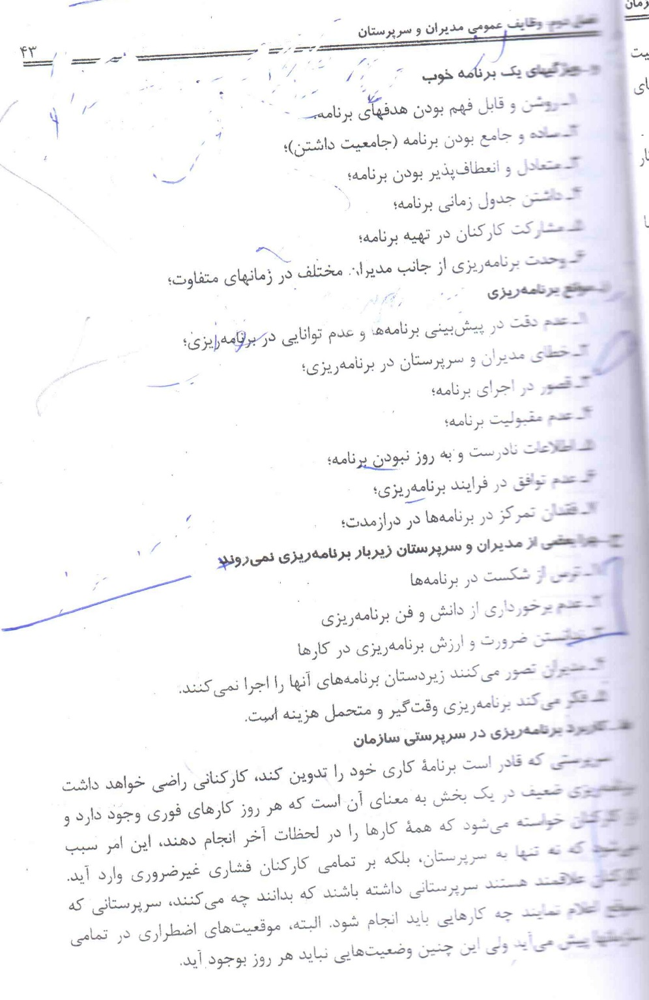 فصل دوم. وظایف عمومی مدیران و سرپرستان
۴۳
و ـ ویژگیهای یک برنامه خوب
۱ـ روشن و قابل فهم بودن هدفهای برنامه.
۲ـ ساده و جامع بودن برنامه (جامعیت داشتن)؛
۳ـ متعادل و انعطاف‌پذیر بودن برنامه؛
۴ـ داشتن جدول زمانی برنامه؛
۵ـ مشارکت کارکنان در تهیه برنامه؛
۶ـ وحدت برنامه‌ریزی از جانب مدیران مختلف در زمانهای متفاوت؛
موانع برنامه‌ریزی
۱ـ عدم دقت در پیش‌بینی برنامه‌ها و عدم توانایی در برنامه‌ریزی؛
۲ـ خطای مدیران و سرپرستان در برنامه‌ریزی؛
۳ـ قصور در اجرای برنامه؛
۴ـ عدم مقبولیت برنامه؛
۵ـ اطلاعات نادرست و به روز نبودن برنامه؛
۶ـ عدم توافق در فرایند برنامه‌ریزی؛
۷ـ فقدان تمرکز در برنامه‌ها در درازمدت؛
ح ـ چرا بعضی از مدیران و سرپرستان زیربار برنامه‌ریزی نمی‌روند
۱ـ ترس از شکست در برنامه‌ها
۲ـ عدم برخورداری از دانش و فن برنامه‌ریزی
۳ـ ندانستن ضرورت و ارزش برنامه‌ریزی در کارها
۴ـ مدیران تصور می‌کنند زیردستان برنامه‌های آنها را اجرا نمی‌کنند.
۵ـ فکر می‌کند برنامه‌ریزی وقت‌گیر و متحمل هزینه است.
کاربرد برنامه‌ریزی در سرپرستی سازمان
سرپرستی که قادر است برنامهٔ کاری خود را تدوین کند، کارکنانی راضی خواهد داشت
برنامه‌ریزی ضعیف در یک بخش به معنای آن است که هر روز کارهای فوری وجود دارد و
از کارکنان خواسته می‌شود که همهٔ کارها را در لحظات آخر انجام دهند، این امر سبب
می‌شود که نه تنها به سرپرستان، بلکه بر تمامی کارکنان فشاری غیرضروری وارد آید.
کارکنان علاقمند هستند سرپرستانی داشته باشند که بدانند چه می‌کنند، سرپرستانی که
بموقع اعلام نمایند چه کارهایی باید انجام شود. البته، موقعیت‌های اضطراری در تمامی
سازمانها پیش می‌آید ولی این چنین وضعیت‌هایی نباید هر روز بوجود آید.